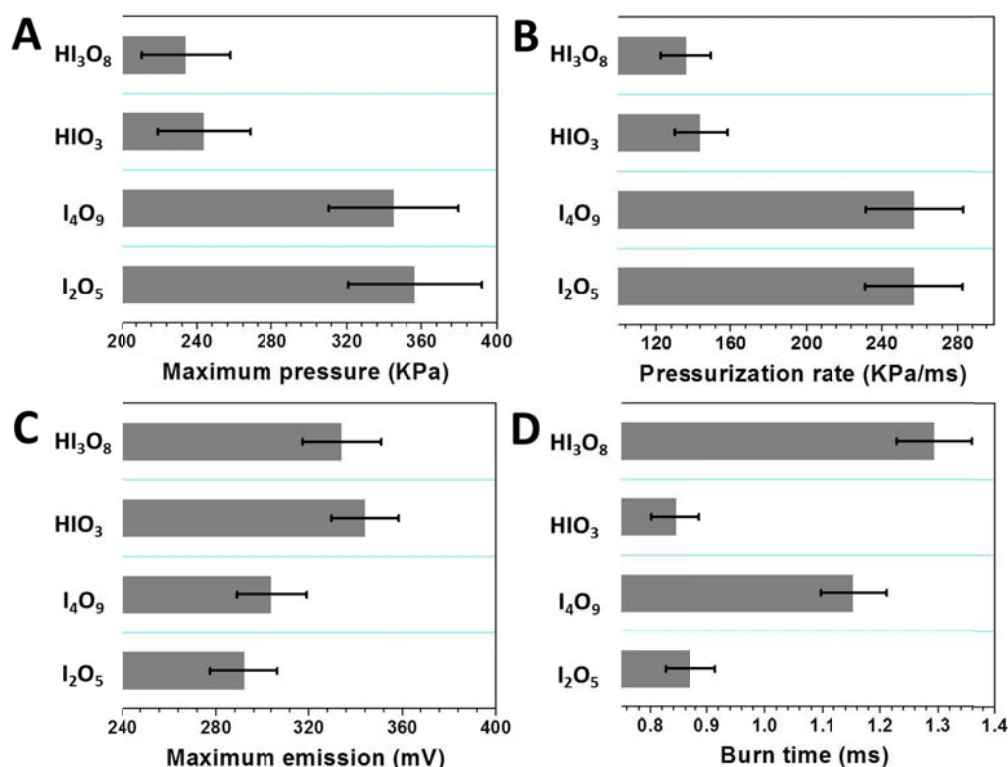 A
HI₃O₈
HIO₃
I₄O₉
I₂O₅
200 240 280 320 360 400
Maximum pressure (KPa)
B
HI₃O₈
HIO₃
I₄O₉
I₂O₅
120 160 200 240 280
Pressurization rate (KPa/ms)
C
HI₃O₈
HIO₃
I₄O₉
I₂O₅
240 280 320 360 400
Maximum emission (mV)
D
HI₃O₈
HIO₃
I₄O₉
I₂O₅
0.8 0.9 1.0 1.1 1.2 1.3 1.4
Burn time (ms)